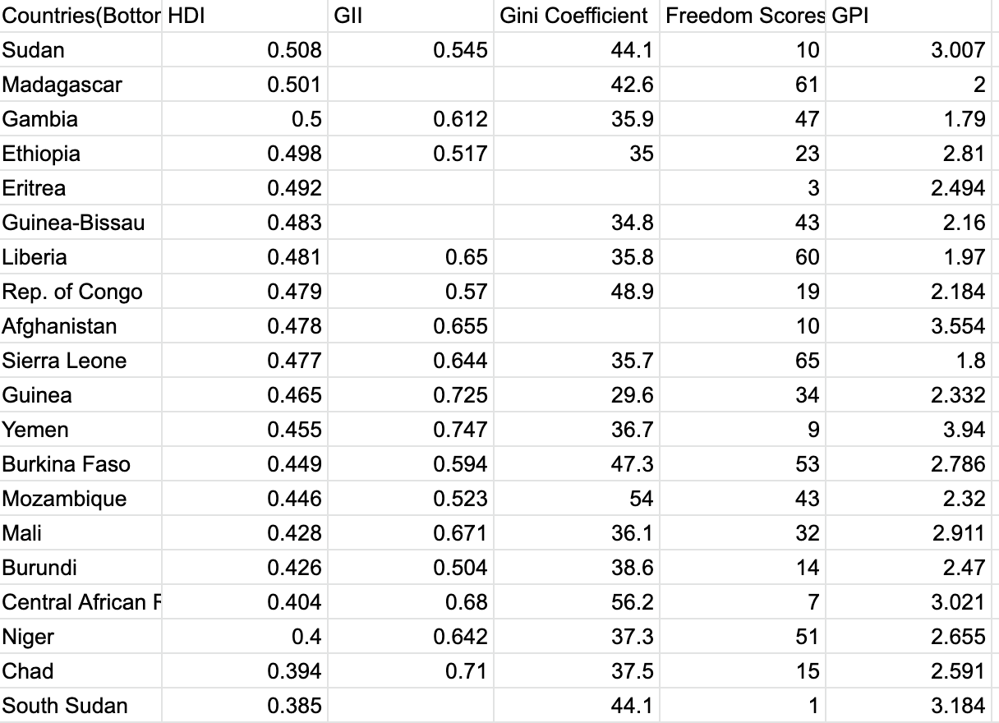 Countries(Bottor HDI GII Gini Coefficient Freedom Scores GPI
Sudan 0.508 0.545 44.1 10 3.007
Madagascar 0.501 42.6 61 2
Gambia 0.5 0.612 35.9 47 1.79
Ethiopia 0.498 0.517 35 23 2.81
Eritrea 0.492 3 2.494
Guinea-Bissau 0.483 34.8 43 2.16
Liberia 0.481 0.65 35.8 60 1.97
Rep. of Congo 0.479 0.57 48.9 19 2.184
Afghanistan 0.478 0.655 10 3.554
Sierra Leone 0.477 0.644 35.7 65 1.8
Guinea 0.465 0.725 29.6 34 2.332
Yemen 0.455 0.747 36.7 9 3.94
Burkina Faso 0.449 0.594 47.3 53 2.786
Mozambique 0.446 0.523 54 43 2.32
Mali 0.428 0.671 36.1 32 2.911
Burundi 0.426 0.504 38.6 14 2.47
Central African 0.404 0.68 56.2 7 3.021
Niger 0.4 0.642 37.3 51 2.655
Chad 0.394 0.71 37.5 15 2.591
South Sudan 0.385 44.1 1 3.184